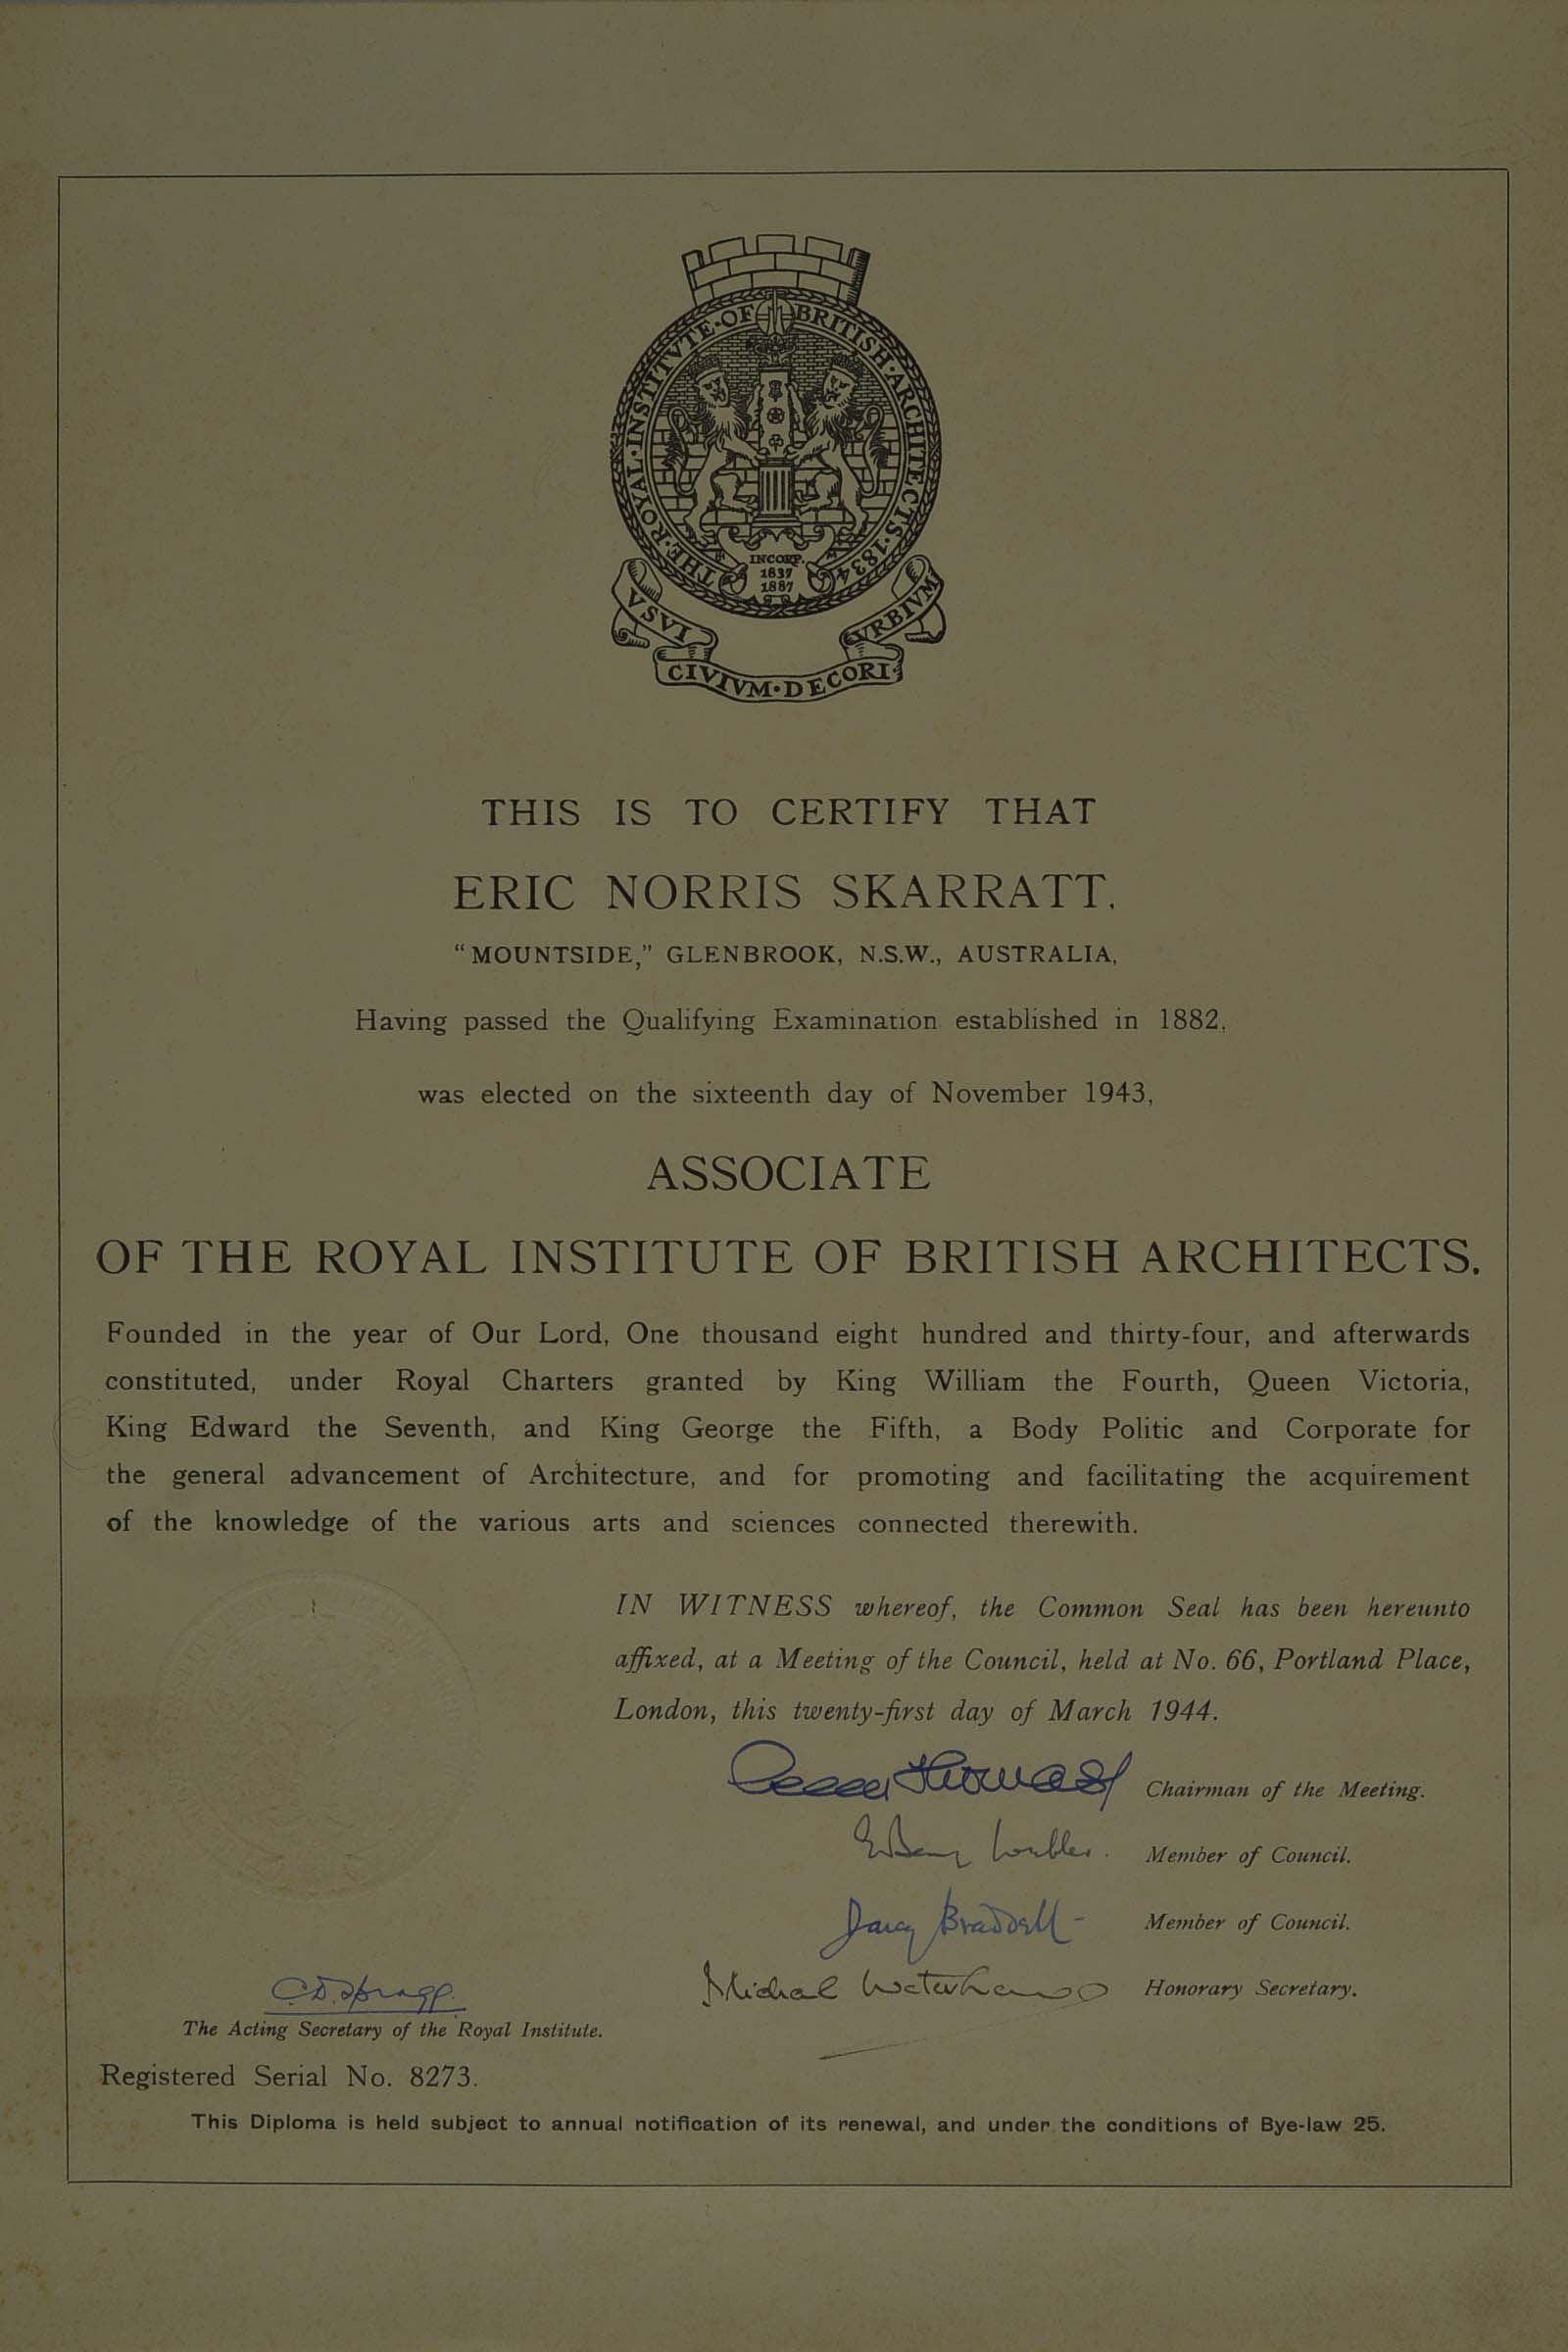 THE·ROYAL·INSTITVTE·OF BRITISH·ARCHITECTS·1834
INCORP.
1837
1887
VSVI
CIVIVM·DECORI·
VRBIVM
THIS IS TO CERTIFY THAT
ERIC NORRIS SKARRATT,
“MOUNTSIDE,” GLENBROOK, N.S.W., AUSTRALIA,
Having passed the Qualifying Examination established in 1882,
was elected on the sixteenth day of November 1943,
ASSOCIATE
OF THE ROYAL INSTITUTE OF BRITISH ARCHITECTS.
Founded in the year of Our Lord, One thousand eight hundred and thirty-four, and afterwards
constituted, under Royal Charters granted by King William the Fourth, Queen Victoria,
King Edward the Seventh, and King George the Fifth, a Body Politic and Corporate for
the general advancement of Architecture, and for promoting and facilitating the acquirement
of the knowledge of the various arts and sciences connected therewith.
IN WITNESS whereof, the Common Seal has been hereunto
affixed, at a Meeting of the Council, held at No. 66, Portland Place,
London, this twenty-first day of March 1944.
Percy Thomas Chairman of the Meeting.
Member of Council.
Darcy Braddell Member of Council.
Michael Waterhouse Honorary Secretary.
C.D. Spragg.
The Acting Secretary of the Royal Institute.
Registered Serial No. 8273.
This Diploma is held subject to annual notification of its renewal, and under the conditions of Bye-law 25.